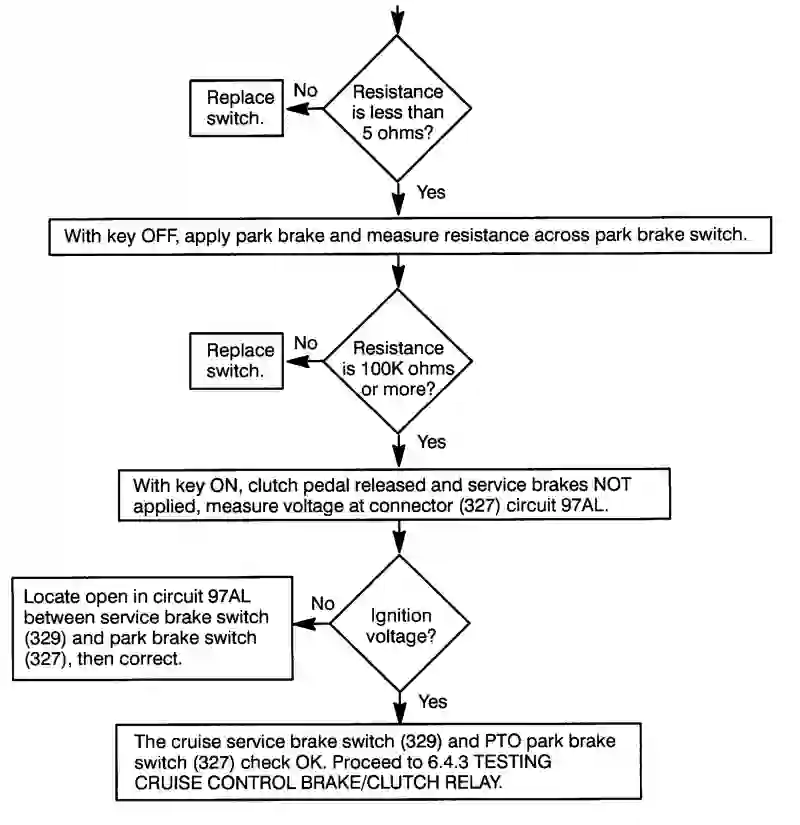 Resistance
is less than
5 ohms?
No
Replace
switch.
Yes
With key OFF, apply park brake and measure resistance across park brake switch.
Resistance
is 100K ohms
or more?
No
Replace
switch.
Yes
With key ON, clutch pedal released and service brakes NOT
applied, measure voltage at connector (327) circuit 97AL.
Ignition
voltage?
No
Locate open in circuit 97AL
between service brake switch
(329) and park brake switch
(327), then correct.
Yes
The cruise service brake switch (329) and PTO park brake
switch (327) check OK. Proceed to 6.4.3 TESTING
CRUISE CONTROL BRAKE/CLUTCH RELAY.